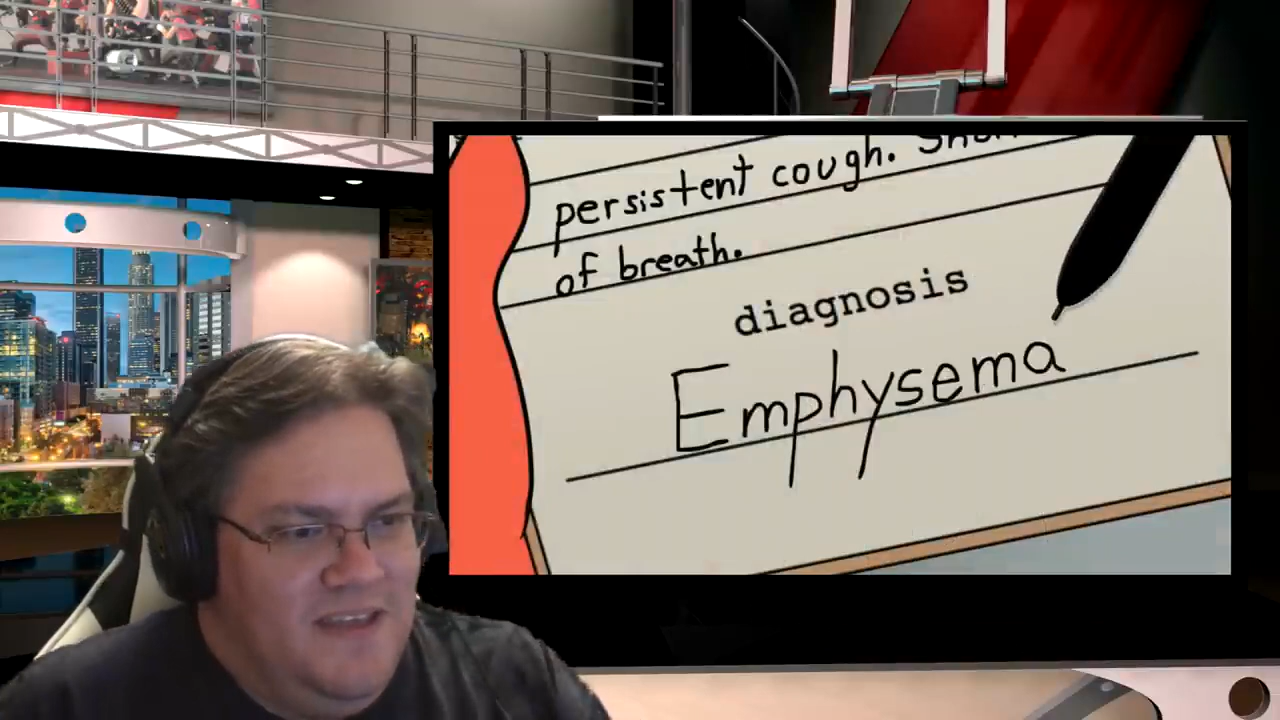 persistent cough.
of breath.
diagnosis
Emphysema